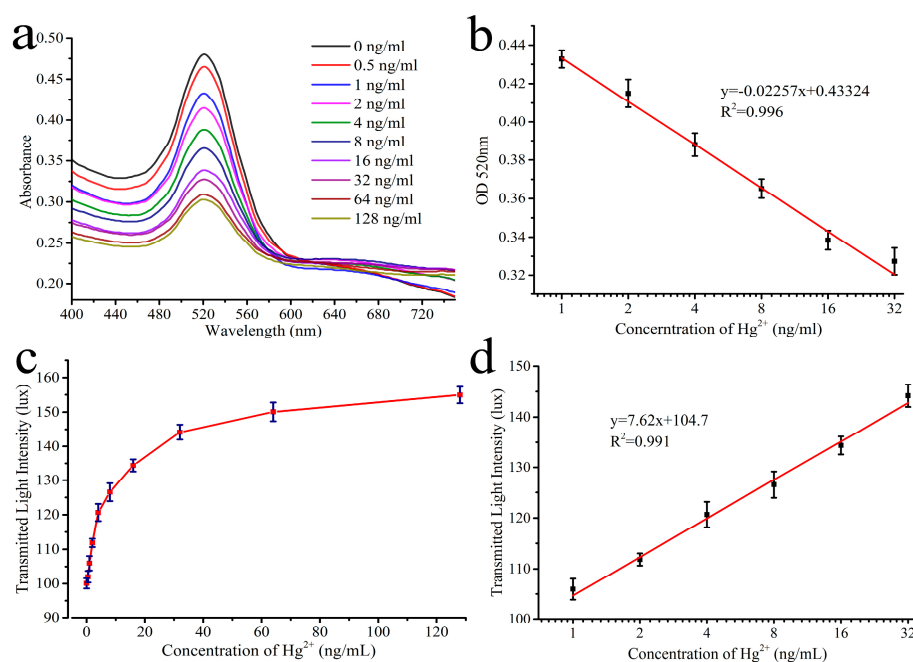 a
0.50
0.45
0.40
0.35
0.30
0.25
0.20
Absorbance
400
440
480
520
560
600
640
680
720
Wavelength (nm)
0 ng/ml
0.5 ng/ml
1 ng/ml
2 ng/ml
4 ng/ml
8 ng/ml
16 ng/ml
32 ng/ml
64 ng/ml
128 ng/ml
b
0.44
0.42
0.40
0.38
0.36
0.34
0.32
OD 520nm
y=-0.02257x+0.43324
R²=0.996
1
2
4
8
16
32
Concerntration of Hg²⁺ (ng/ml)
c
160
150
140
130
120
110
100
90
Transmitted Light Intensity (lux)
0
20
40
60
80
100
120
Concentration of Hg²⁺ (ng/mL)
d
150
140
130
120
110
100
Transmitted Light Intensity (lux)
y=7.62x+104.7
R²=0.991
1
2
4
8
16
32
Concentration of Hg²⁺ (ng/mL)